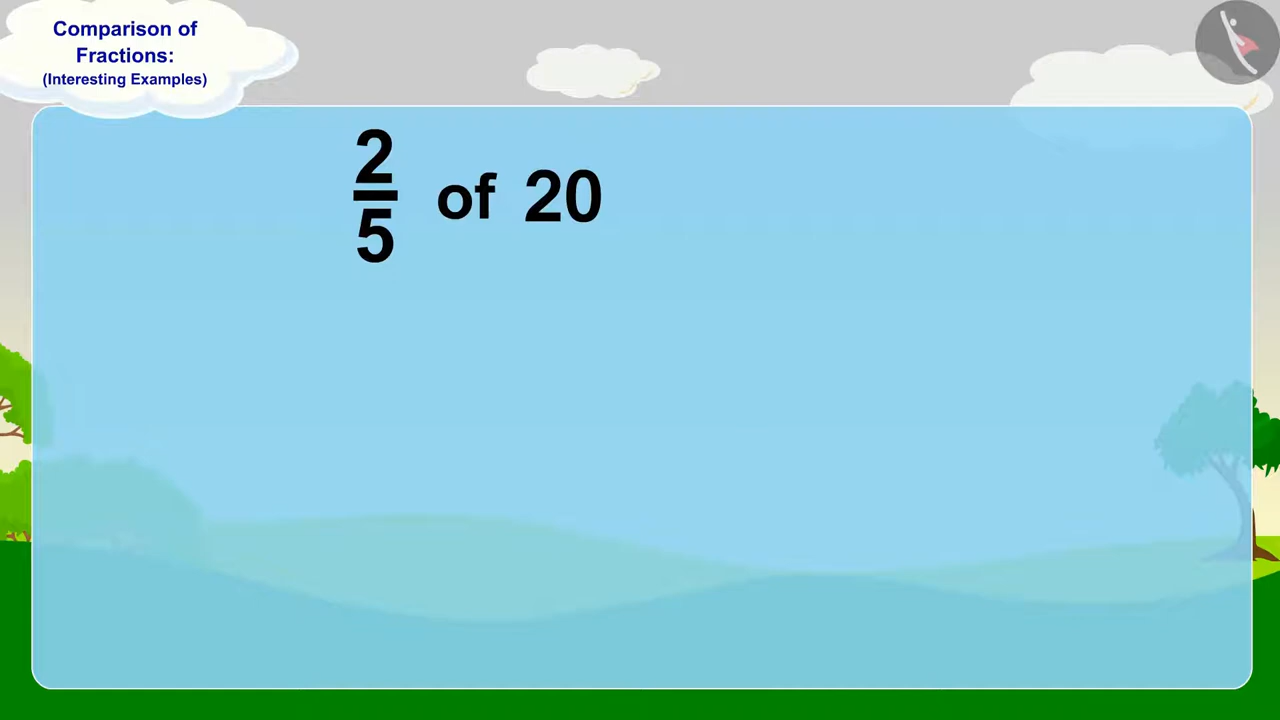 Comparison of
Fractions:
(Interesting Examples)
2/5 of 20